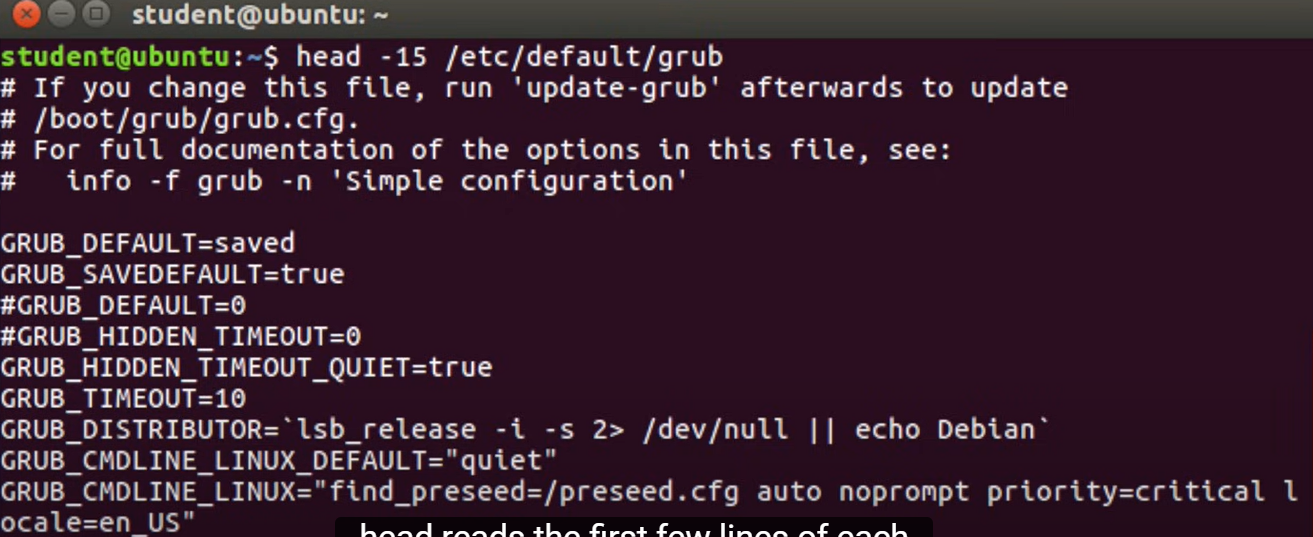 student@ubuntu: ~
student@ubuntu:~$ head -15 /etc/default/grub
# If you change this file, run 'update-grub' afterwards to update
# /boot/grub/grub.cfg.
# For full documentation of the options in this file, see:
#   info -f grub -n 'Simple configuration'

GRUB_DEFAULT=saved
GRUB_SAVEDEFAULT=true
#GRUB_DEFAULT=0
#GRUB_HIDDEN_TIMEOUT=0
GRUB_HIDDEN_TIMEOUT_QUIET=true
GRUB_TIMEOUT=10
GRUB_DISTRIBUTOR=`lsb_release -i -s 2> /dev/null || echo Debian`
GRUB_CMDLINE_LINUX_DEFAULT="quiet"
GRUB_CMDLINE_LINUX="find_preseed=/preseed.cfg auto noprompt priority=critical l
ocale=en_US"
head reads the first few lines of each